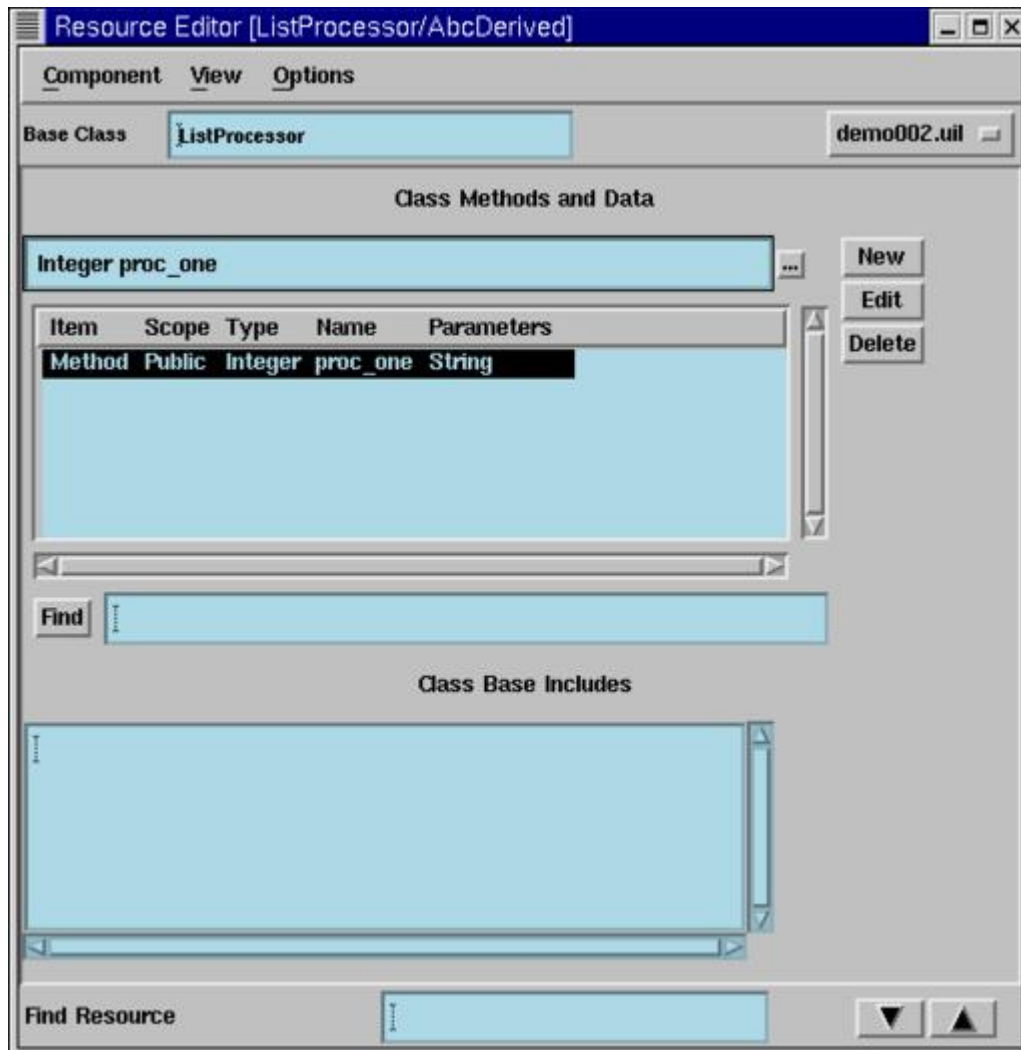 Resource Editor [ListProcessor/AbcDerived]
Component View Options
Base Class ListProcessor demo002.uil
Class Methods and Data
Integer proc_one ... New
Edit
Item Scope Type Name Parameters
Delete
Method Public Integer proc_one String
Find
Class Base Includes
Find Resource